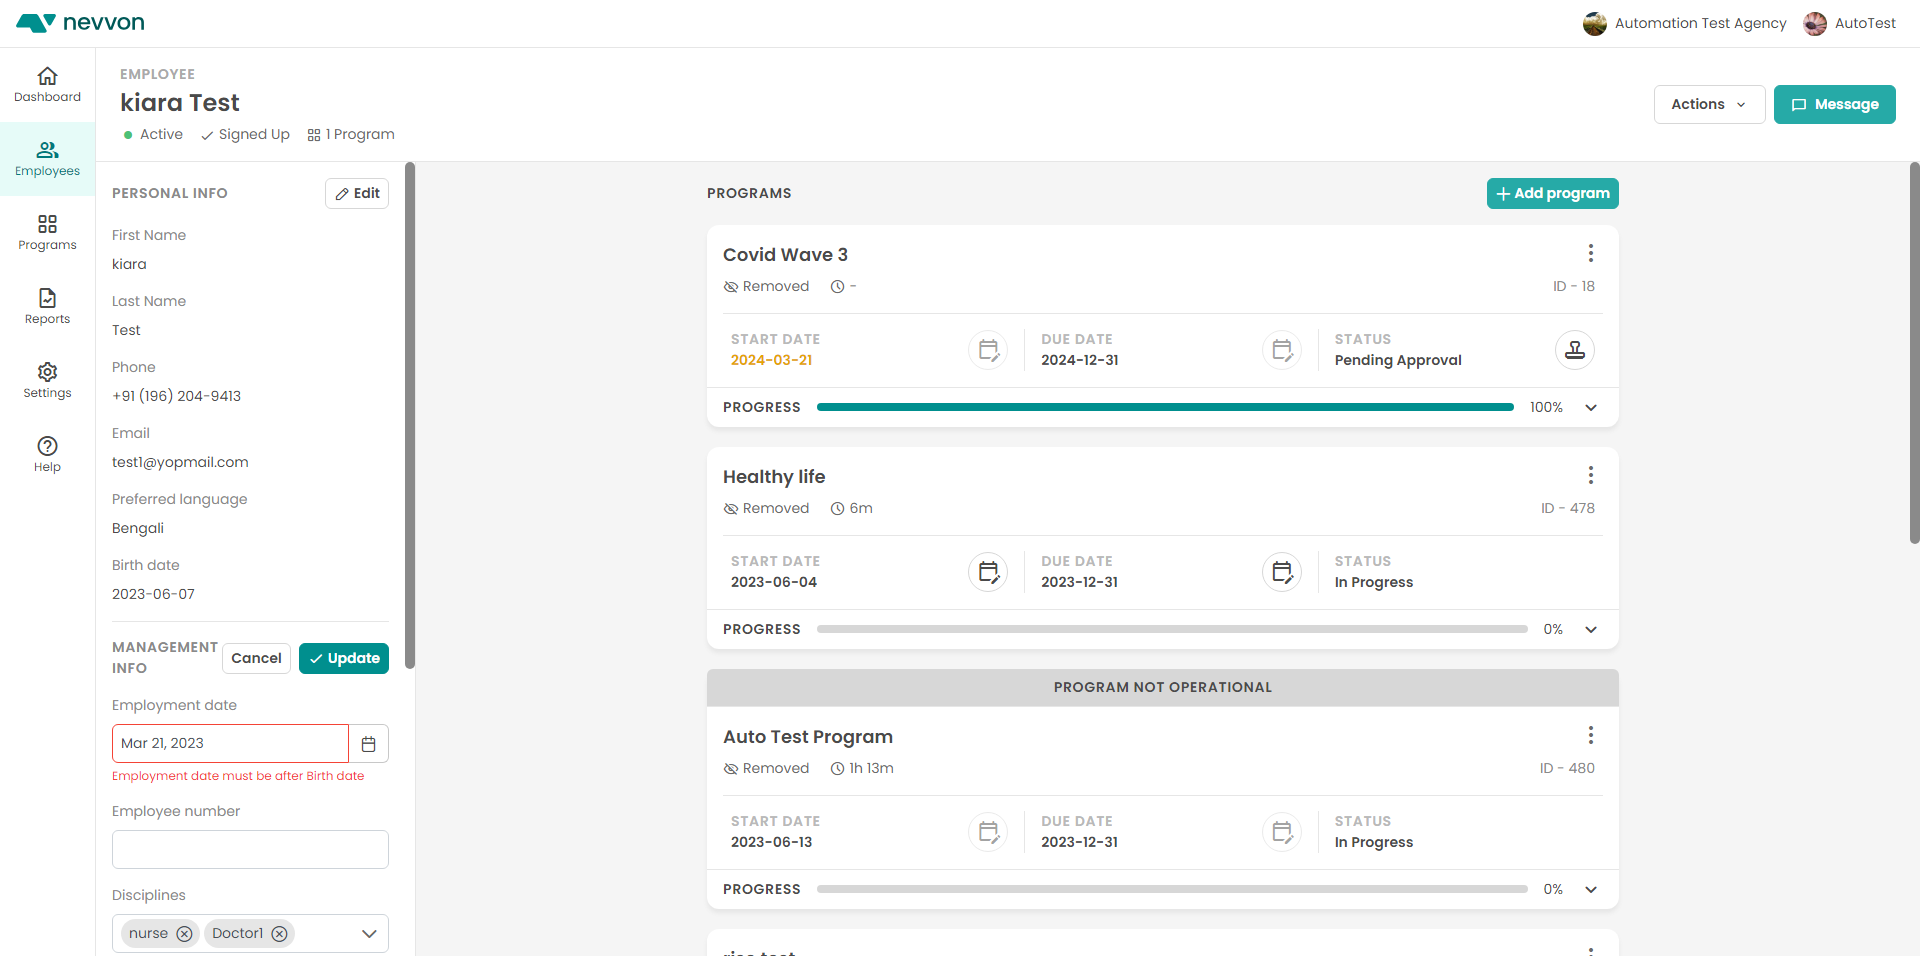 nevvon
Automation Test Agency
AutoTest
Dashboard
Employees
Programs
Reports
Settings
Help
EMPLOYEE
kiara Test
Active
Signed Up
1 Program
Actions
Message
PERSONAL INFO
Edit
First Name
kiara
Last Name
Test
Phone
+91 (196) 204-9413
Email
test1@yopmail.com
Preferred language
Bengali
Birth date
2023-06-07
MANAGEMENT
INFO
Cancel
Update
Employment date
Mar 21, 2023
Employment date must be after Birth date
Employee number
Disciplines
nurse
Doctor1
PROGRAMS
Add program
Covid Wave 3
Removed
-
ID - 18
START DATE
2024-03-21
DUE DATE
2024-12-31
STATUS
Pending Approval
PROGRESS
100%
Healthy life
Removed
6m
ID - 478
START DATE
2023-06-04
DUE DATE
2023-12-31
STATUS
In Progress
PROGRESS
0%
PROGRAM NOT OPERATIONAL
Auto Test Program
Removed
1h 13m
ID - 480
START DATE
2023-06-13
DUE DATE
2023-12-31
STATUS
In Progress
PROGRESS
0%